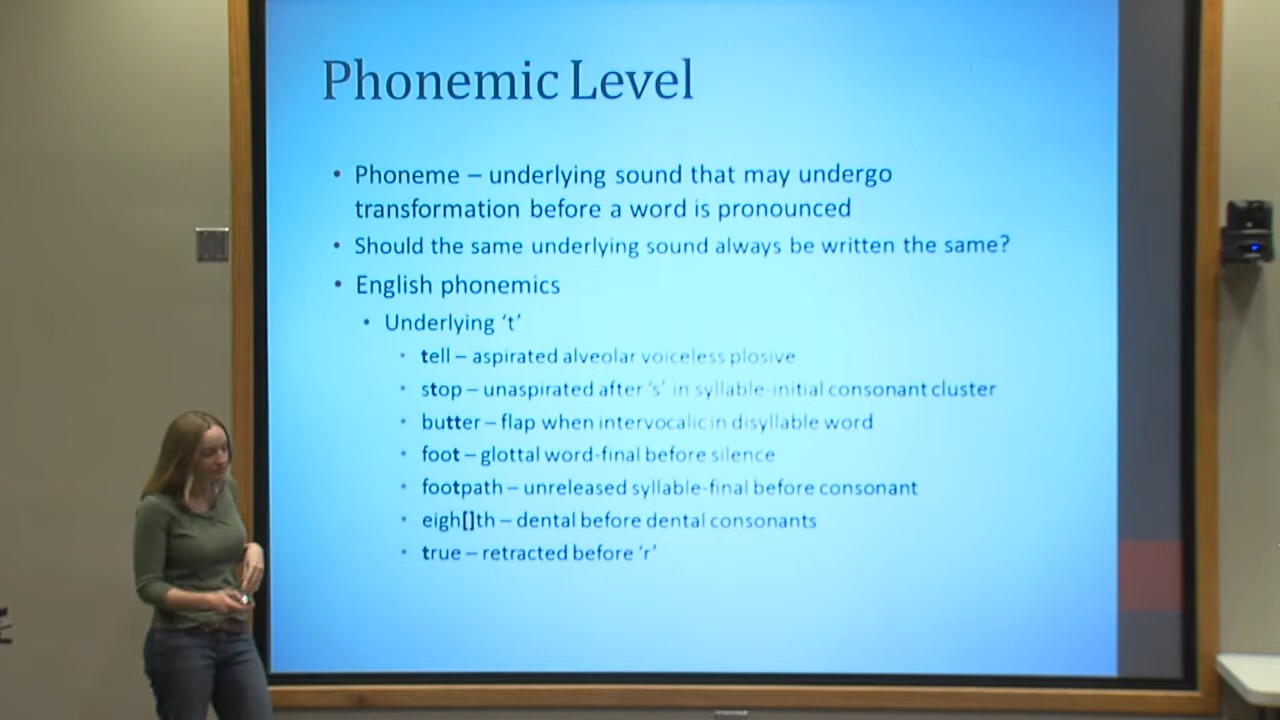 Phonemic Level
• Phoneme – underlying sound that may undergo
transformation before a word is pronounced
• Should the same underlying sound always be written the same?
• English phonemics
• Underlying ‘t’
• tell – aspirated alveolar voiceless plosive
• stop – unaspirated after ‘s’ in syllable-initial consonant cluster
• butter – flap when intervocalic in disyllable word
• foot – glottal word-final before silence
• footpath – unreleased syllable-final before consonant
• eigh[]th – dental before dental consonants
• true – retracted before ‘r’